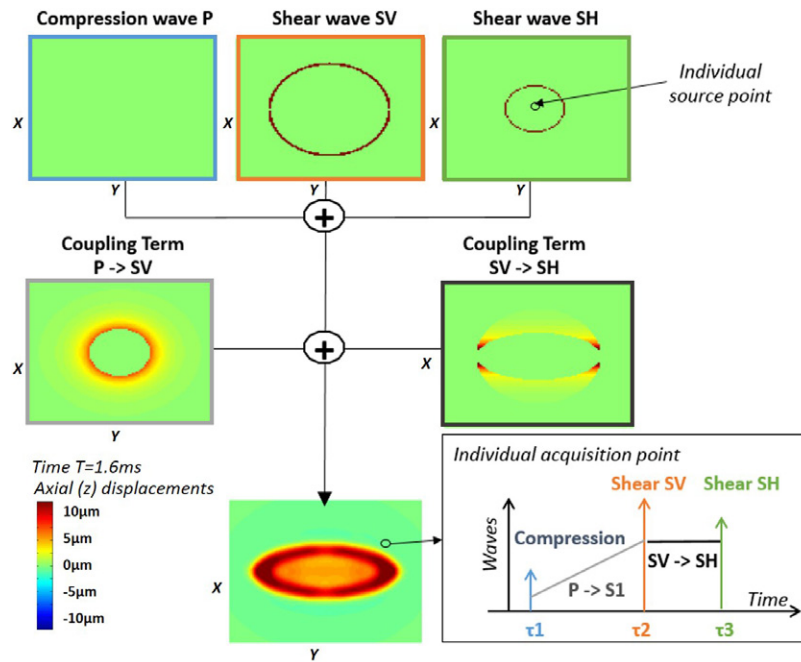 Compression wave P
Shear wave SV
Shear wave SH
Individual
source point
X
X
X
Y
Y
Y
+
Coupling Term
P -> SV
Coupling Term
SV -> SH
+
X
X
Y
Time T=1.6ms
Axial (z) displacements
10µm
5µm
0µm
-5µm
-10µm
X
Y
Individual acquisition point
Shear SV
Shear SH
Compression
Waves
P -> S1
SV -> SH
Time
τ1
τ2
τ3